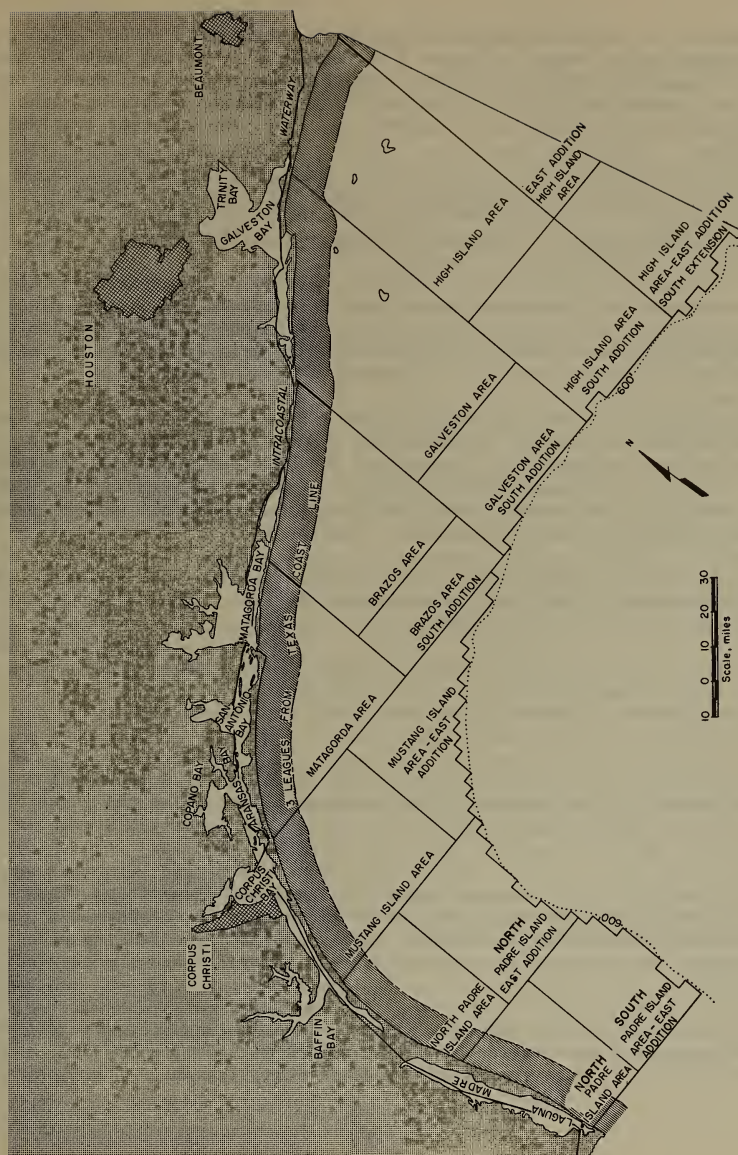 BEAUMONT
WATERWAY
TRINITY
BAY
GALVESTON
BAY
HOUSTON
INTRACOASTAL
MATAGORDA BAY
SAN
ANTONIO
BAY
COPANO BAY
ARANSAS BAY
CORPUS
CHRISTI
BAY
CORPUS
CHRISTI
BAFFIN
BAY
LAGUNA MADRE
3 LEAGUES FROM TEXAS COAST LINE
HIGH ISLAND AREA
EAST ADDITION
HIGH ISLAND
AREA
HIGH ISLAND
AREA-EAST ADDITION
SOUTH EXTENSION
HIGH ISLAND AREA
SOUTH ADDITION
600'
GALVESTON AREA
GALVESTON AREA
SOUTH ADDITION
BRAZOS AREA
BRAZOS AREA
SOUTH ADDITION
MATAGORDA AREA
MUSTANG ISLAND
AREA-EAST
ADDITION
MUSTANG ISLAND AREA
NORTH
PADRE ISLAND
EAST ADDITION
NORTH PADRE
ISLAND AREA
600'
SOUTH
PADRE ISLAND
AREA-EAST
ADDITION
NORTH
PADRE
ISLAND AREA
N
10 0 10 20 30
Scale, miles